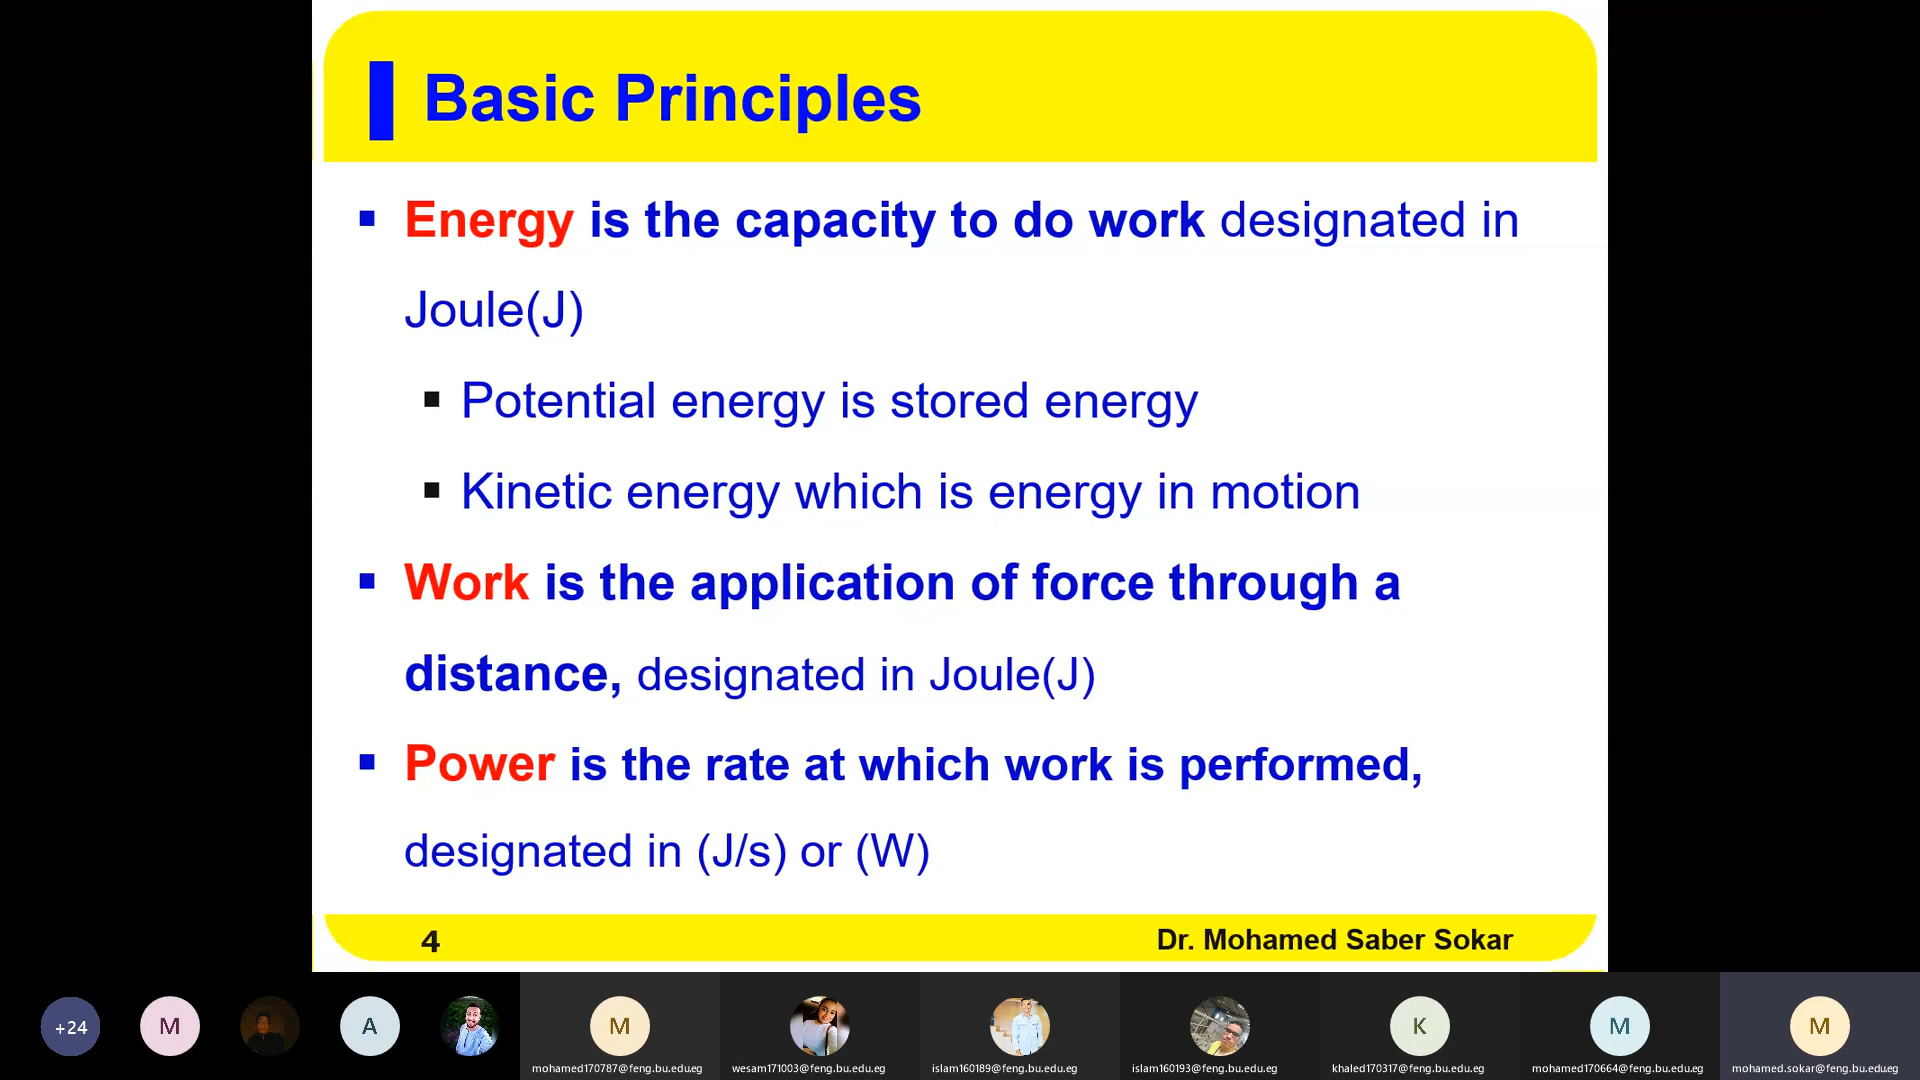 Basic Principles
▪ Energy is the capacity to do work designated in
Joule(J)
▪ Potential energy is stored energy
▪ Kinetic energy which is energy in motion
▪ Work is the application of force through a
distance, designated in Joule(J)
▪ Power is the rate at which work is performed,
designated in (J/s) or (W)
4
Dr. Mohamed Saber Sokar
+24
M
A
M
K
M
M
mohamed170787@feng.bu.edu.eg
wesam171003@feng.bu.edu.eg
islam160189@feng.bu.edu.eg
islam160193@feng.bu.edu.eg
khaled170317@feng.bu.edu.eg
mohamed170664@feng.bu.edu.eg
mohamed.sokar@feng.bu.edu.eg